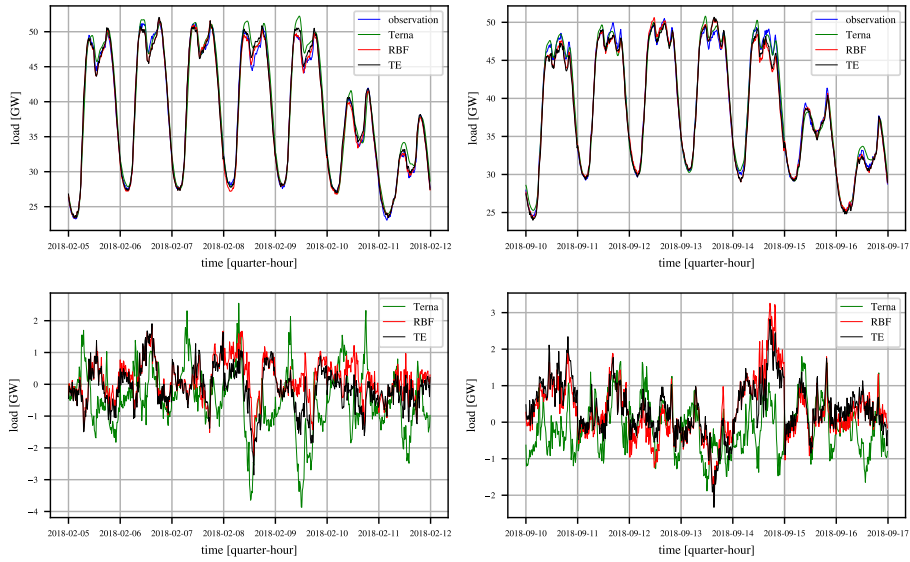 50
45
40
35
30
25
load [GW]
observation
Terna
RBF
TE
2018-02-05
2018-02-06
2018-02-07
2018-02-08
2018-02-09
2018-02-10
2018-02-11
2018-02-12
time [quarter-hour]
50
45
40
35
30
25
load [GW]
observation
Terna
RBF
TE
2018-09-10
2018-09-11
2018-09-12
2018-09-13
2018-09-14
2018-09-15
2018-09-16
2018-09-17
time [quarter-hour]
2
1
0
−1
−2
−3
−4
load [GW]
Terna
RBF
TE
2018-02-05
2018-02-06
2018-02-07
2018-02-08
2018-02-09
2018-02-10
2018-02-11
2018-02-12
time [quarter-hour]
3
2
1
0
−1
−2
load [GW]
Terna
RBF
TE
2018-09-10
2018-09-11
2018-09-12
2018-09-13
2018-09-14
2018-09-15
2018-09-16
2018-09-17
time [quarter-hour]